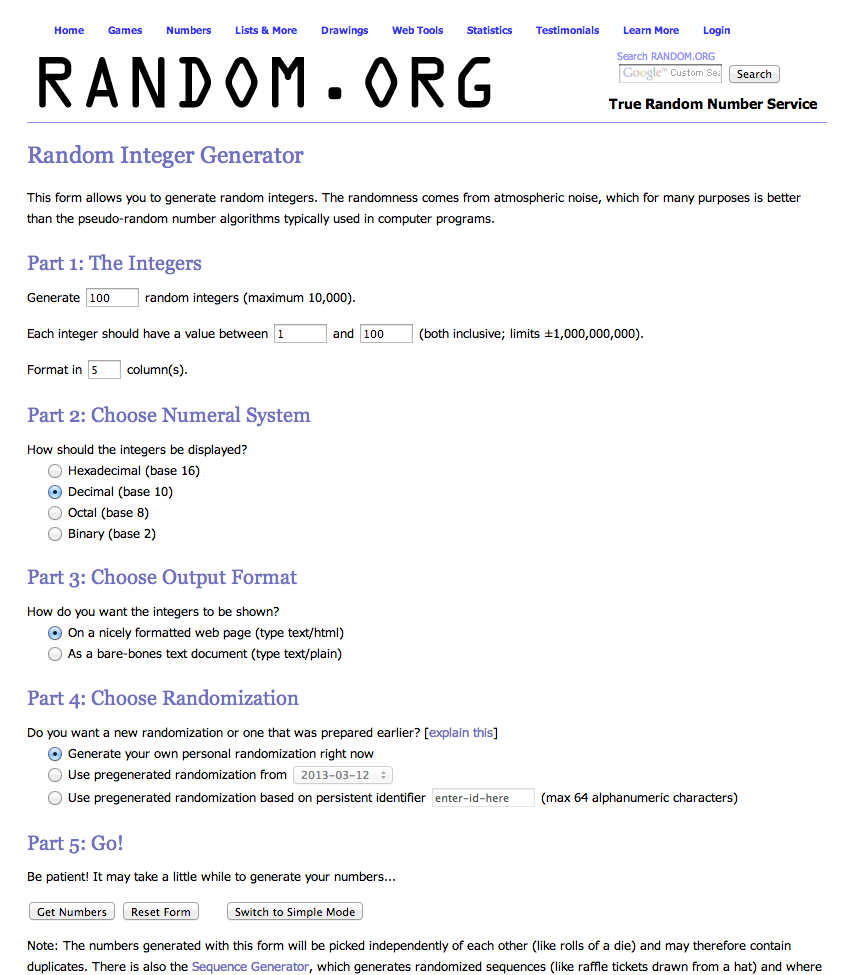 Home Games Numbers Lists & More Drawings Web Tools Statistics Testimonials Learn More Login
RANDOM.ORG
Search RANDOM.ORG
Google™ Custom Sea Search
True Random Number Service
Random Integer Generator
This form allows you to generate random integers. The randomness comes from atmospheric noise, which for many purposes is better
than the pseudo-random number algorithms typically used in computer programs.
Part 1: The Integers
Generate 100 random integers (maximum 10,000).
Each integer should have a value between 1 and 100 (both inclusive; limits ±1,000,000,000).
Format in 5 column(s).
Part 2: Choose Numeral System
How should the integers be displayed?
Hexadecimal (base 16)
Decimal (base 10)
Octal (base 8)
Binary (base 2)
Part 3: Choose Output Format
How do you want the integers to be shown?
On a nicely formatted web page (type text/html)
As a bare-bones text document (type text/plain)
Part 4: Choose Randomization
Do you want a new randomization or one that was prepared earlier? [explain this]
Generate your own personal randomization right now
Use pregenerated randomization from 2013-03-12
Use pregenerated randomization based on persistent identifier enter-id-here (max 64 alphanumeric characters)
Part 5: Go!
Be patient! It may take a little while to generate your numbers...
Get Numbers Reset Form Switch to Simple Mode
Note: The numbers generated with this form will be picked independently of each other (like rolls of a die) and may therefore contain
duplicates. There is also the Sequence Generator, which generates randomized sequences (like raffle tickets drawn from a hat) and where